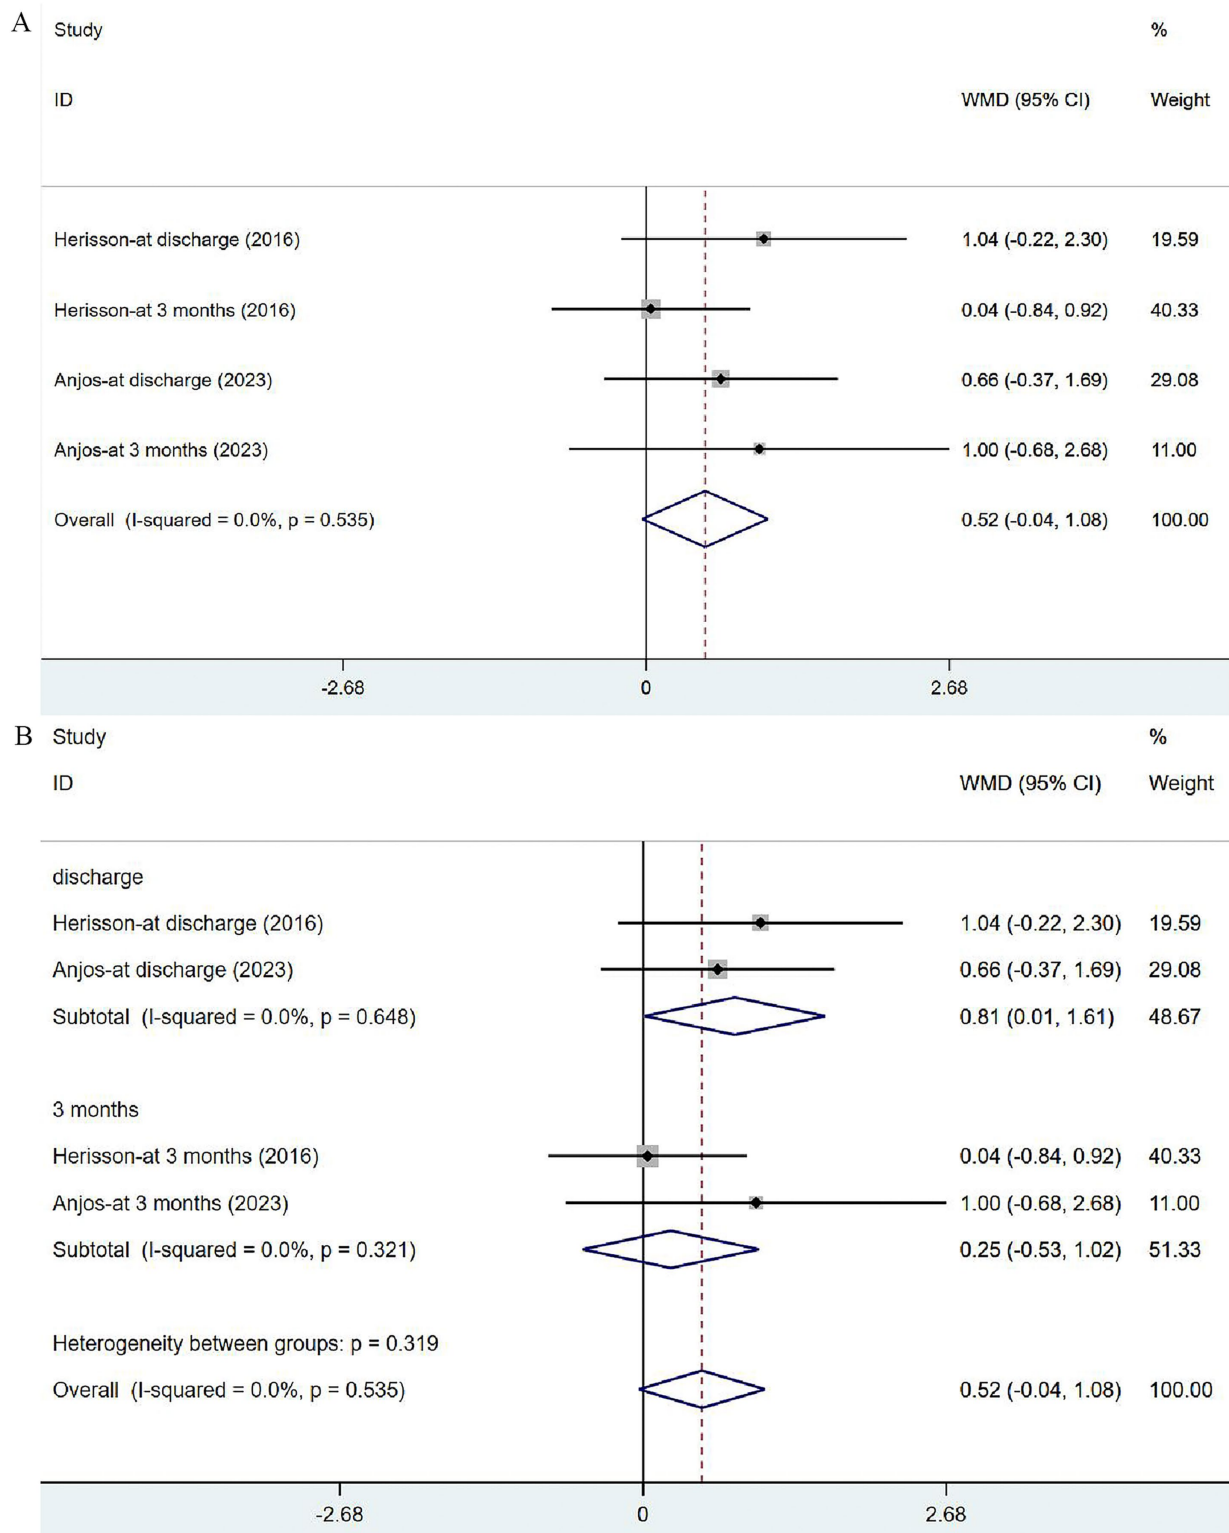 A
Study %
ID WMD (95% CI) Weight
Herisson-at discharge (2016) 1.04 (-0.22, 2.30) 19.59
Herisson-at 3 months (2016) 0.04 (-0.84, 0.92) 40.33
Anjos-at discharge (2023) 0.66 (-0.37, 1.69) 29.08
Anjos-at 3 months (2023) 1.00 (-0.68, 2.68) 11.00
Overall (I-squared = 0.0%, p = 0.535) 0.52 (-0.04, 1.08) 100.00
-2.68 0 2.68
B
Study %
ID WMD (95% CI) Weight
discharge
Herisson-at discharge (2016) 1.04 (-0.22, 2.30) 19.59
Anjos-at discharge (2023) 0.66 (-0.37, 1.69) 29.08
Subtotal (I-squared = 0.0%, p = 0.648) 0.81 (0.01, 1.61) 48.67
3 months
Herisson-at 3 months (2016) 0.04 (-0.84, 0.92) 40.33
Anjos-at 3 months (2023) 1.00 (-0.68, 2.68) 11.00
Subtotal (I-squared = 0.0%, p = 0.321) 0.25 (-0.53, 1.02) 51.33
Heterogeneity between groups: p = 0.319
Overall (I-squared = 0.0%, p = 0.535) 0.52 (-0.04, 1.08) 100.00
-2.68 0 2.68